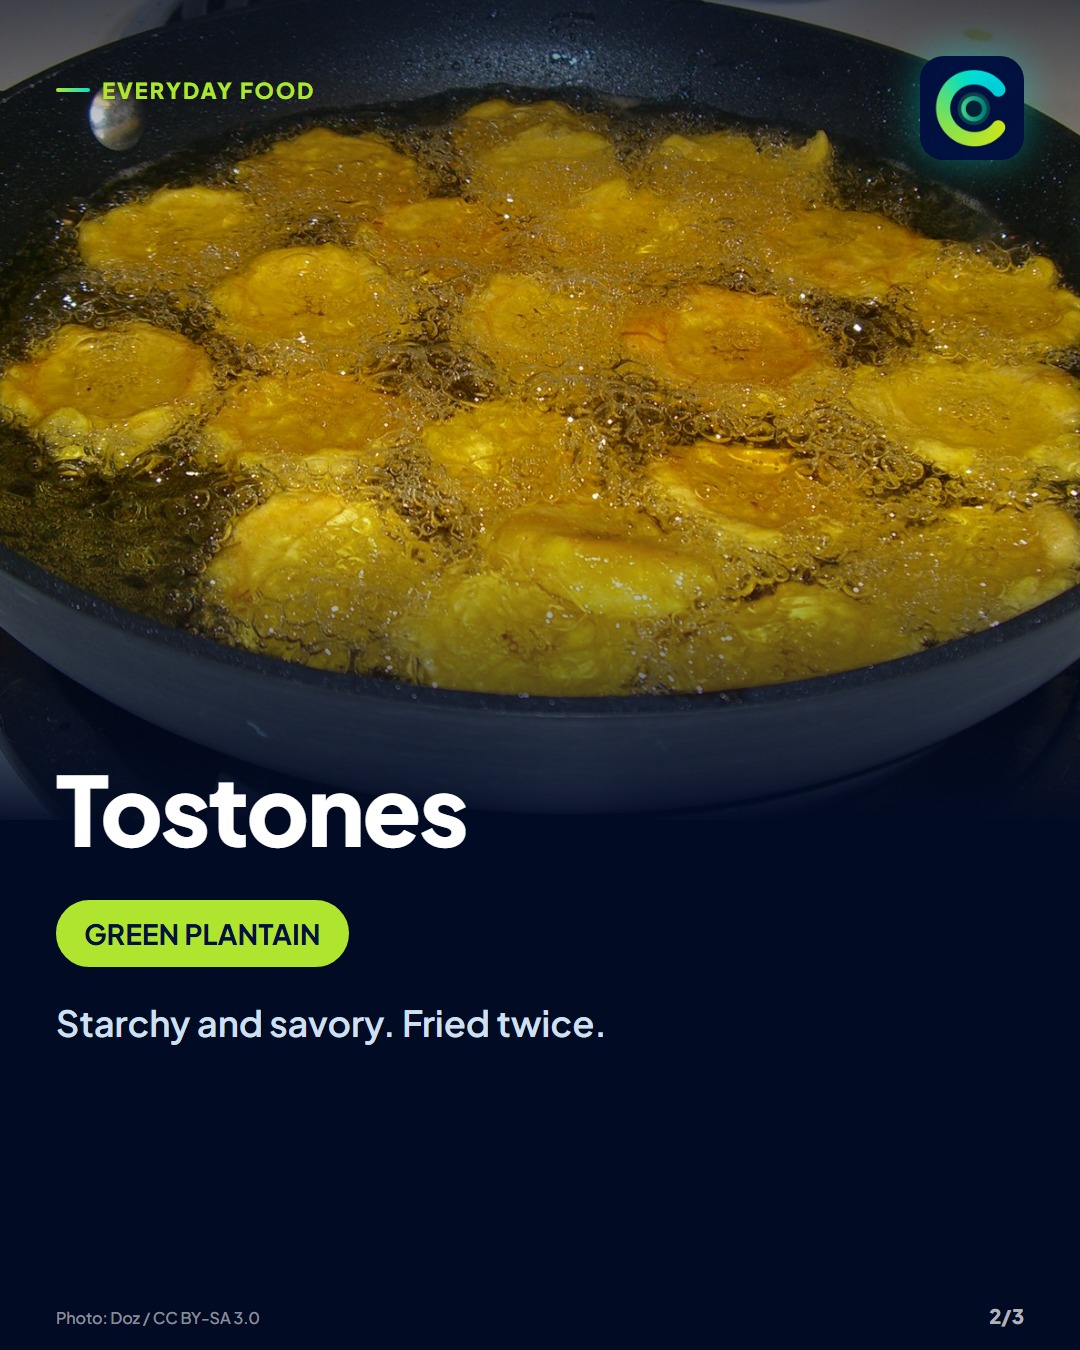 EVERYDAY FOOD
Tostones
GREEN PLANTAIN
Starchy and savory. Fried twice.
Photo: Doz / CC BY-SA 3.0
2/3